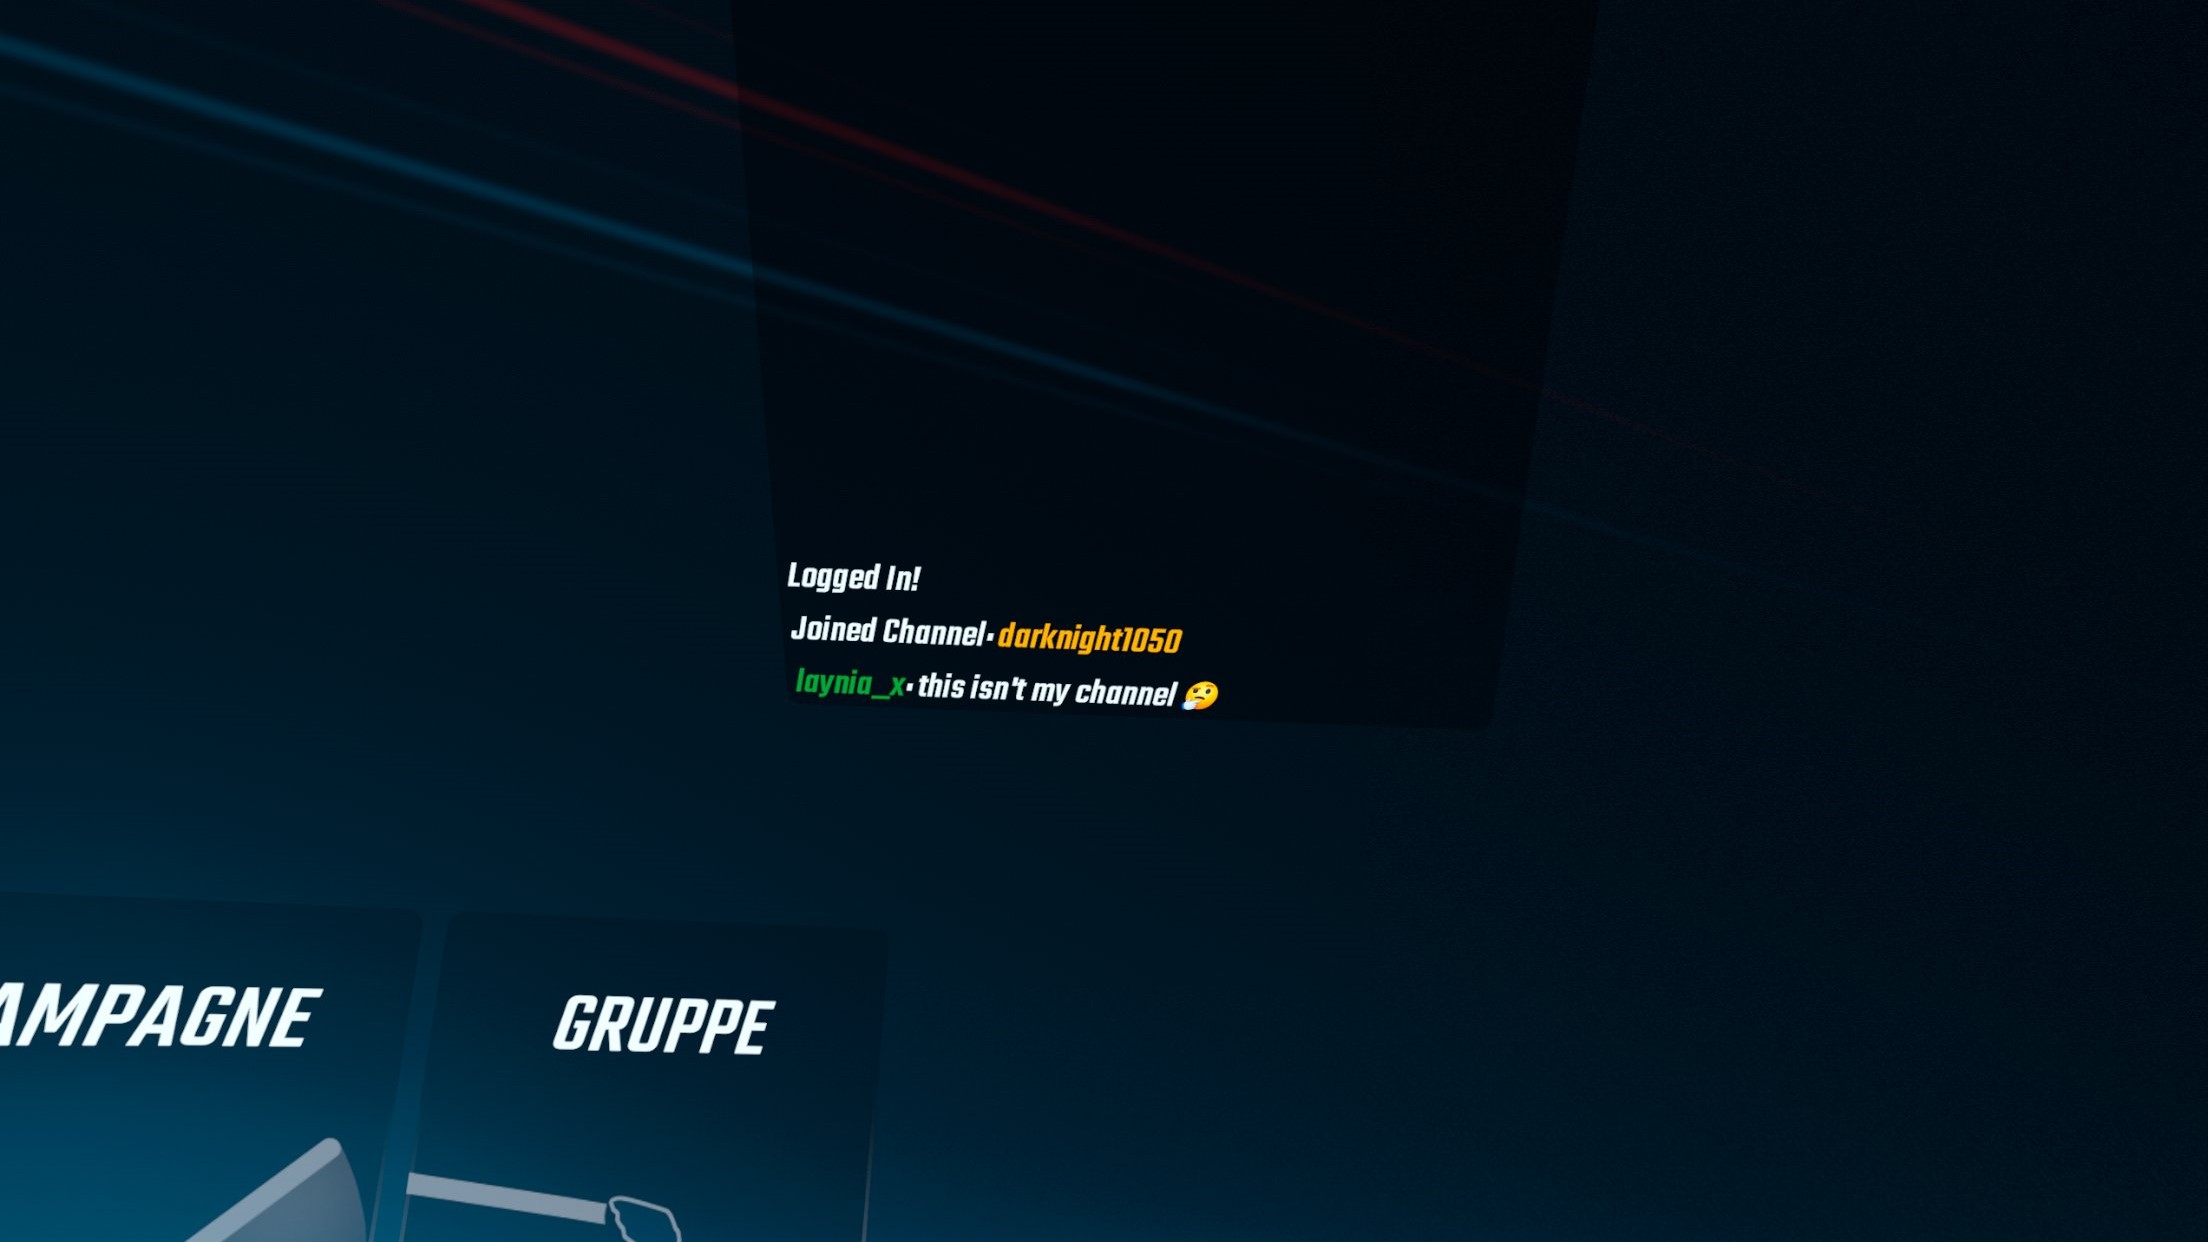 Logged In!
Joined Channel: darknight1050
laynia_x: this isn't my channel 🤔
AMPAGNE
GRUPPE